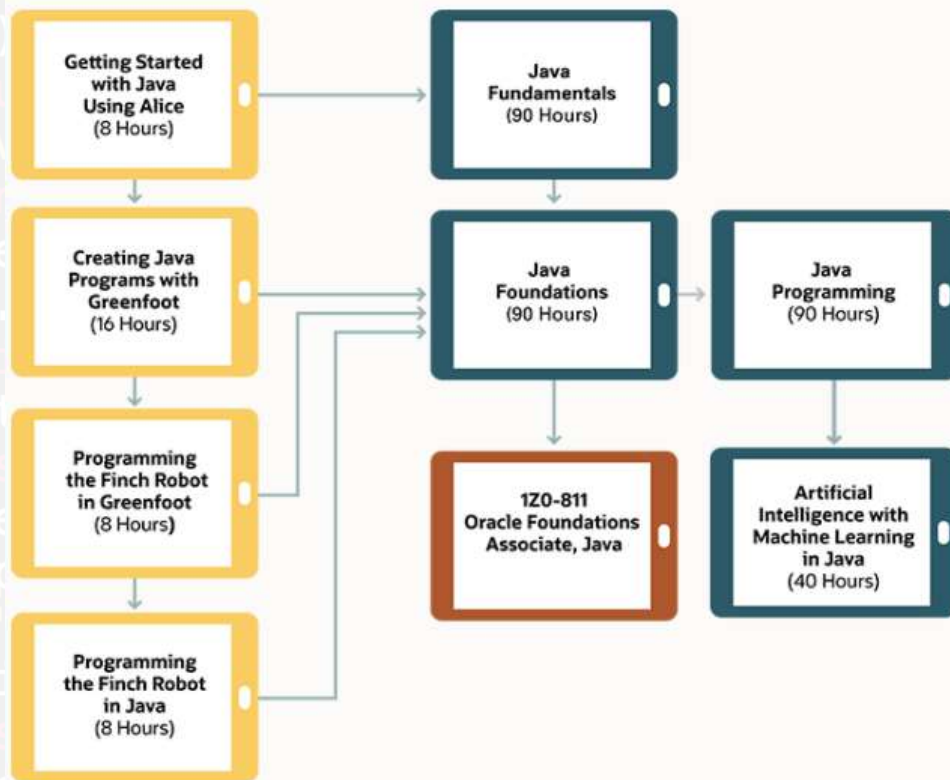 Getting Started
with Java
Using Alice
(8 Hours)
Java
Fundamentals
(90 Hours)
Creating Java
Programs with
Greenfoot
(16 Hours)
Java
Foundations
(90 Hours)
Java
Programming
(90 Hours)
Programming
the Finch Robot
in Greenfoot
(8 Hours)
1Z0-811
Oracle Foundations
Associate, Java
Artificial
Intelligence with
Machine Learning
in Java
(40 Hours)
Programming
the Finch Robot
in Java
(8 Hours)